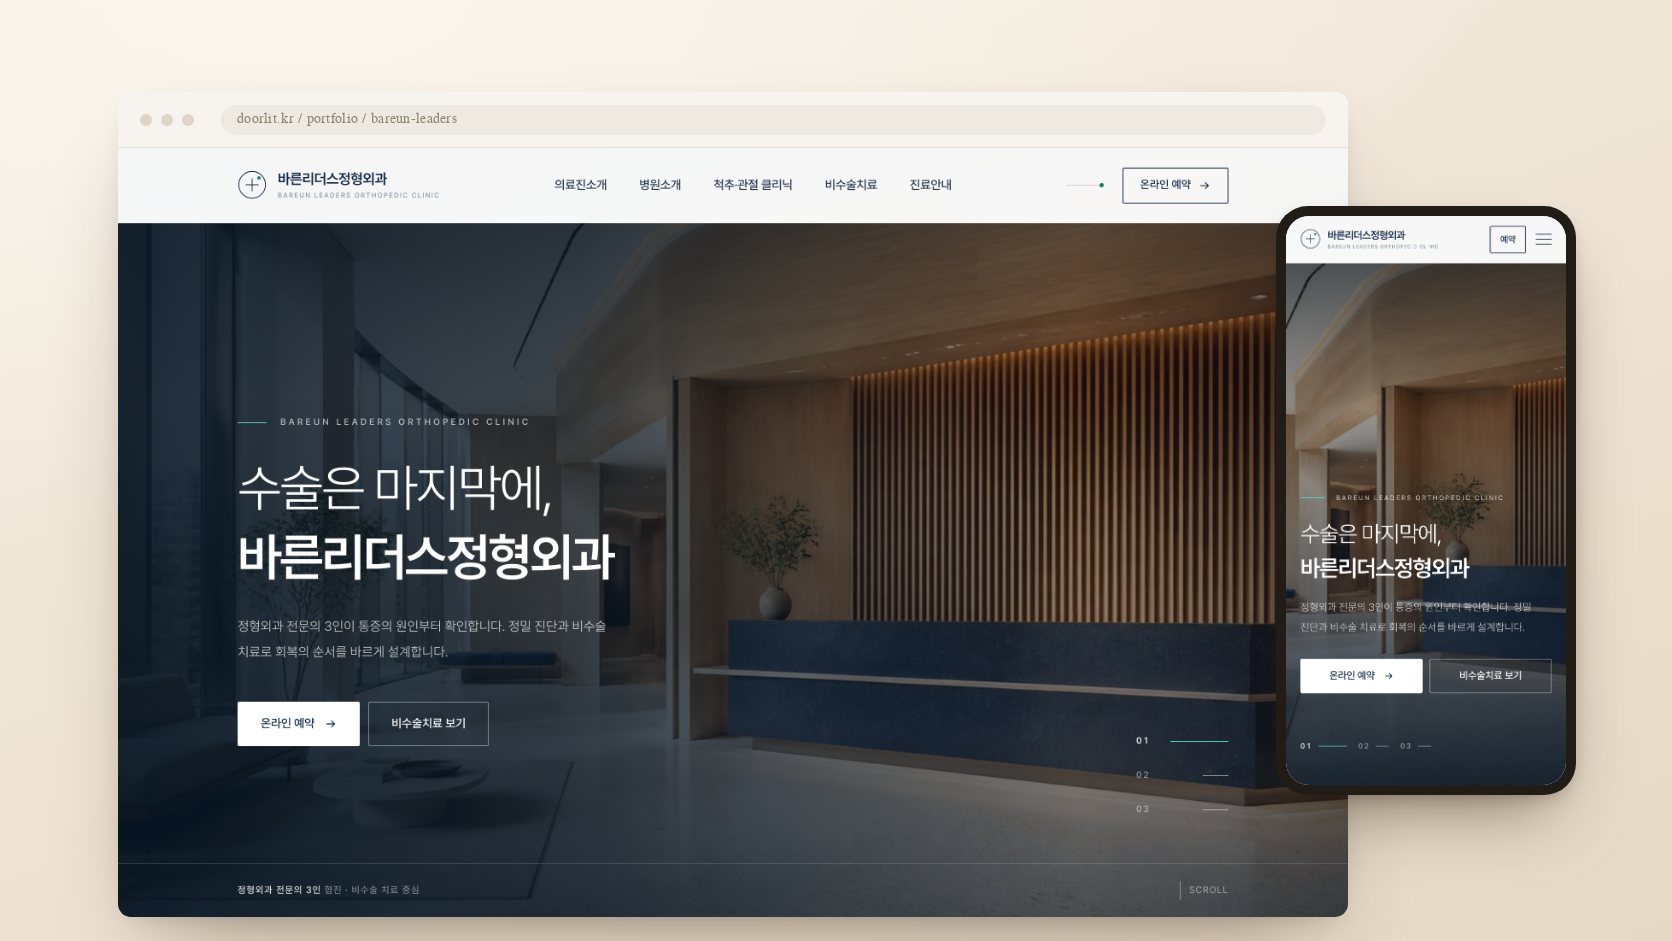 doorlit.kr / portfolio / bareun-leaders
바른리더스정형외과
BAREUN LEADERS ORTHOPEDIC CLINIC
의료진소개 병원소개 척추·관절 클리닉 비수술치료 진료안내
온라인 예약 →
BAREUN LEADERS ORTHOPEDIC CLINIC
수술은 마지막에,
바른리더스정형외과
정형외과 전문의 3인이 통증의 원인부터 확인합니다. 정밀 진단과 비수술
치료로 회복의 순서를 바르게 설계합니다.
온라인 예약 →
비수술치료 보기
01
02
03
정형외과 전문의 3인 협진 · 비수술 치료 중심
SCROLL
바른리더스정형외과
BAREUN LEADERS ORTHOPEDIC CLINIC
예약
BAREUN LEADERS ORTHOPEDIC CLINIC
수술은 마지막에,
바른리더스정형외과
정형외과 전문의 3인이 통증의 원인부터 확인합니다. 정밀
진단과 비수술 치료로 회복의 순서를 바르게 설계합니다.
온라인 예약 →
비수술치료 보기
01 02 03